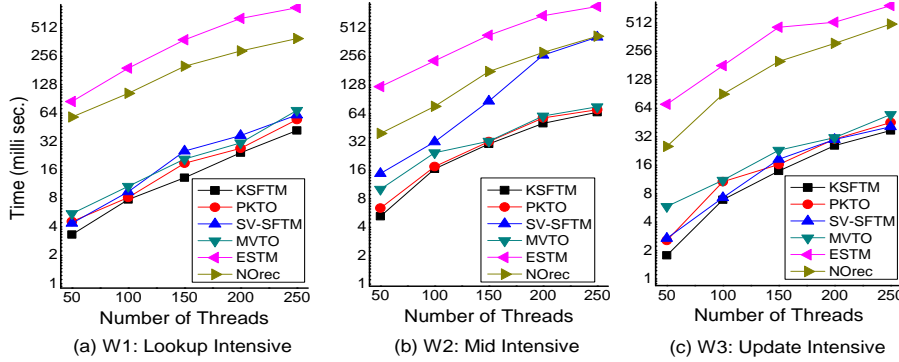 Time (milli sec.)
512
256
128
64
32
16
8
4
2
1
KSFTM
PKTO
SV-SFTM
MVTO
ESTM
NOrec
50 100 150 200 250
Number of Threads
(a) W1: Lookup Intensive
512
256
128
64
32
16
8
4
2
1
KSFTM
PKTO
SV-SFTM
MVTO
ESTM
NOrec
50 100 150 200 250
Number of Threads
(b) W2: Mid Intensive
512
256
128
64
32
16
8
4
2
1
KSFTM
PKTO
SV-SFTM
MVTO
ESTM
NOrec
50 100 150 200 250
Number of Threads
(c) W3: Update Intensive